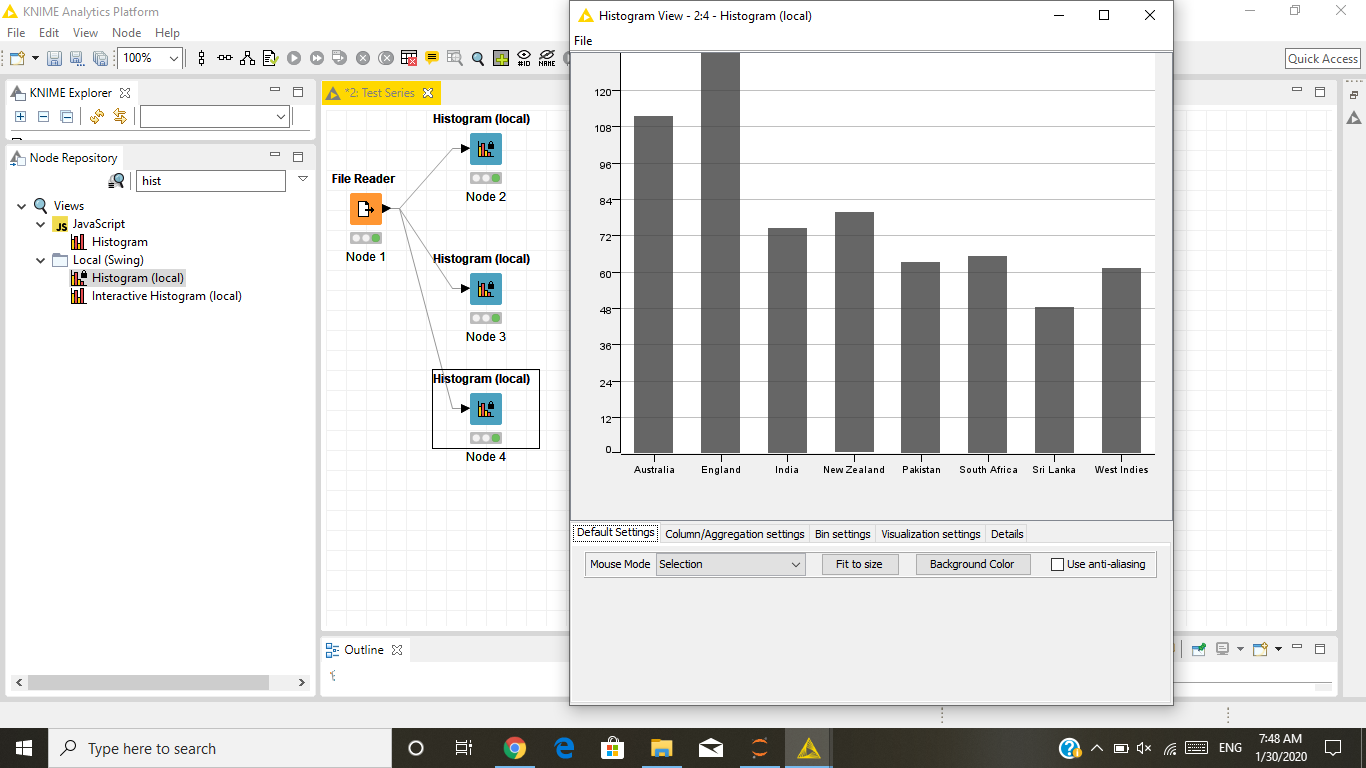 KNIME Analytics Platform
File Edit View Node Help
100%
#ID
NAME
Quick Access
KNIME Explorer
Node Repository
hist
Views
JS JavaScript
Histogram
Local (Swing)
Histogram (local)
Interactive Histogram (local)
*2: Test Series
Histogram (local)
Node 2
File Reader
Node 1
Histogram (local)
Node 3
Histogram (local)
Node 4
Outline
Histogram View - 2:4 - Histogram (local)
File
120
108
96
84
72
60
48
36
24
12
0
Australia England India New Zealand Pakistan South Africa Sri Lanka West Indies
Default Settings Column/Aggregation settings Bin settings Visualization settings Details
Mouse Mode Selection Fit to size Background Color Use anti-aliasing
Type here to search
ENG
7:48 AM
1/30/2020